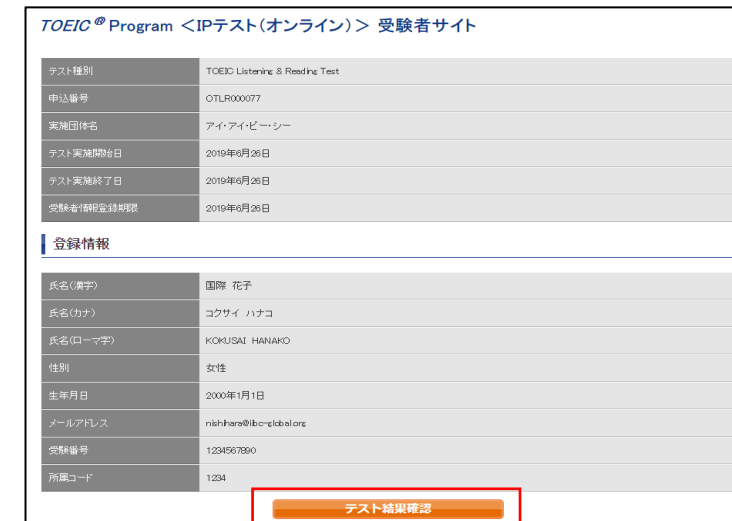 TOEIC® Program ＜IPテスト（オンライン）＞ 受験者サイト
テスト種別 TOEIC Listening & Reading Test
申込番号 OTLR000077
実施団体名 アイ・アイ・ビー・シー
テスト実施開始日 2019年6月26日
テスト実施終了日 2019年6月26日
受験者情報登録期限 2019年6月26日
登録情報
氏名(漢字) 国際 花子
氏名(カナ) コクサイ ハナコ
氏名(ローマ字) KOKUSAI HANAKO
性別 女性
生年月日 2000年1月1日
メールアドレス nishihara@iibc-global.org
受験番号 1234567890
所属コード 1234
テスト結果確認